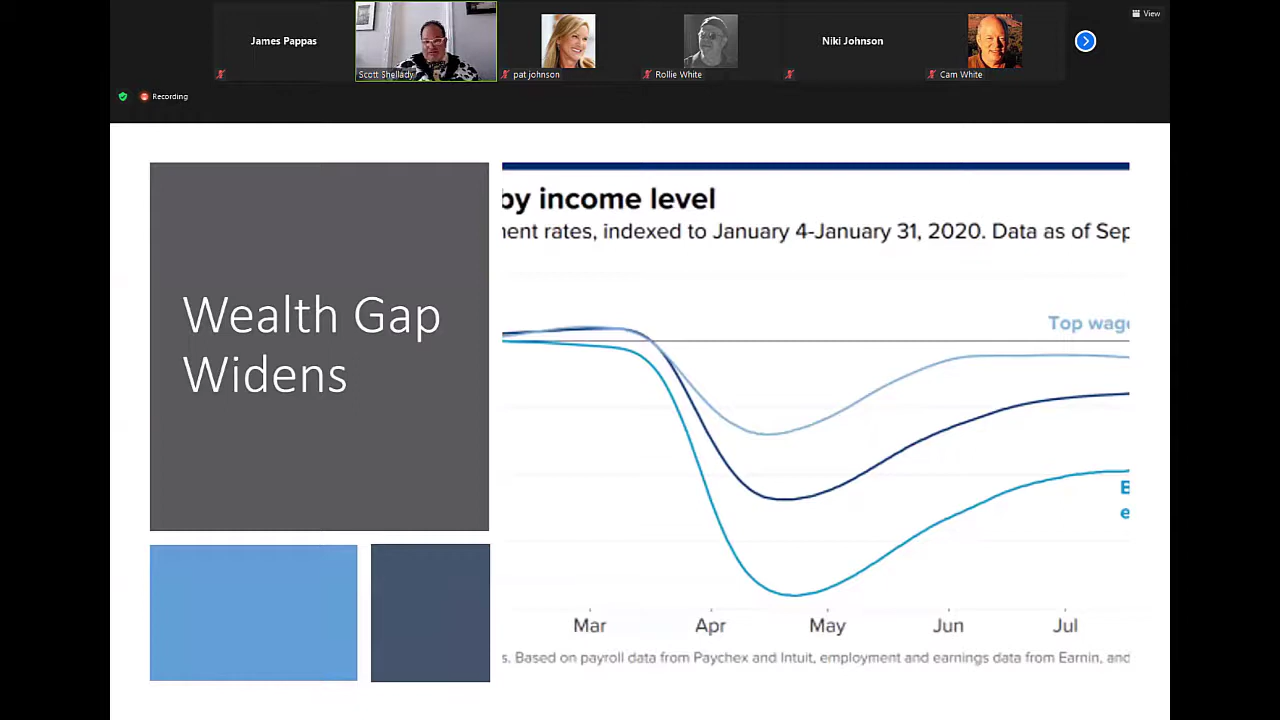 View
James Pappas
Scott Shellady
pat johnson
Rollie White
Niki Johnson
Cam White
Recording
Wealth Gap
Widens
by income level
ent rates, indexed to January 4-January 31, 2020. Data as of Sep
Top wage
B
e
Mar Apr May Jun Jul
s. Based on payroll data from Paychex and Intuit, employment and earnings data from Earnin, and